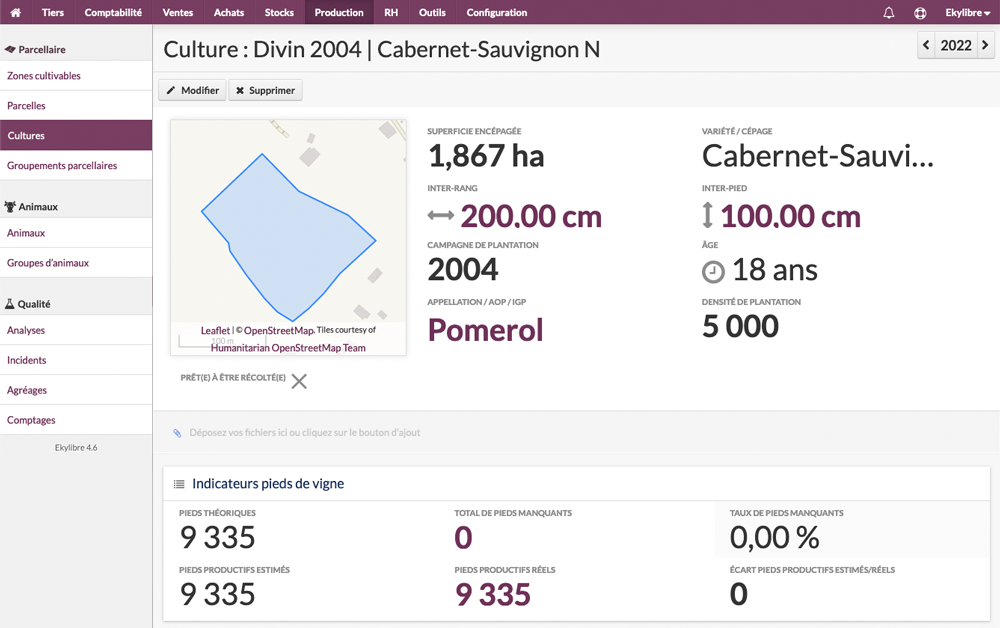 Tiers Comptabilité Ventes Achats Stocks Production RH Outils Configuration Ekylibre
Parcellaire
Zones cultivables
Parcelles
Cultures
Groupements parcellaires
Animaux
Animaux
Groupes d'animaux
Qualité
Analyses
Incidents
Agréages
Comptages
Ekylibre 4.6
Culture : Divin 2004 | Cabernet-Sauvignon N
2022
Modifier Supprimer
Leaflet | © OpenStreetMap. Tiles courtesy of
100 m
Humanitarian OpenStreetMap Team
SUPERFICIE ENCÉPAGÉE
1,867 ha
VARIÉTÉ / CÉPAGE
Cabernet-Sauvi...
INTER-RANG
200,00 cm
INTER-PIED
100,00 cm
CAMPAGNE DE PLANTATION
2004
ÂGE
18 ans
APPELLATION / AOP / IGP
Pomerol
DENSITÉ DE PLANTATION
5 000
PRÊT(E) À ÊTRE RÉCOLTÉ(E)
Déposez vos fichiers ici ou cliquez sur le bouton d'ajout
Indicateurs pieds de vigne
PIEDS THÉORIQUES
9 335
TOTAL DE PIEDS MANQUANTS
0
TAUX DE PIEDS MANQUANTS
0,00 %
PIEDS PRODUCTIFS ESTIMÉS
9 335
PIEDS PRODUCTIFS RÉELS
9 335
ÉCART PIEDS PRODUCTIFS ESTIMÉS/RÉELS
0